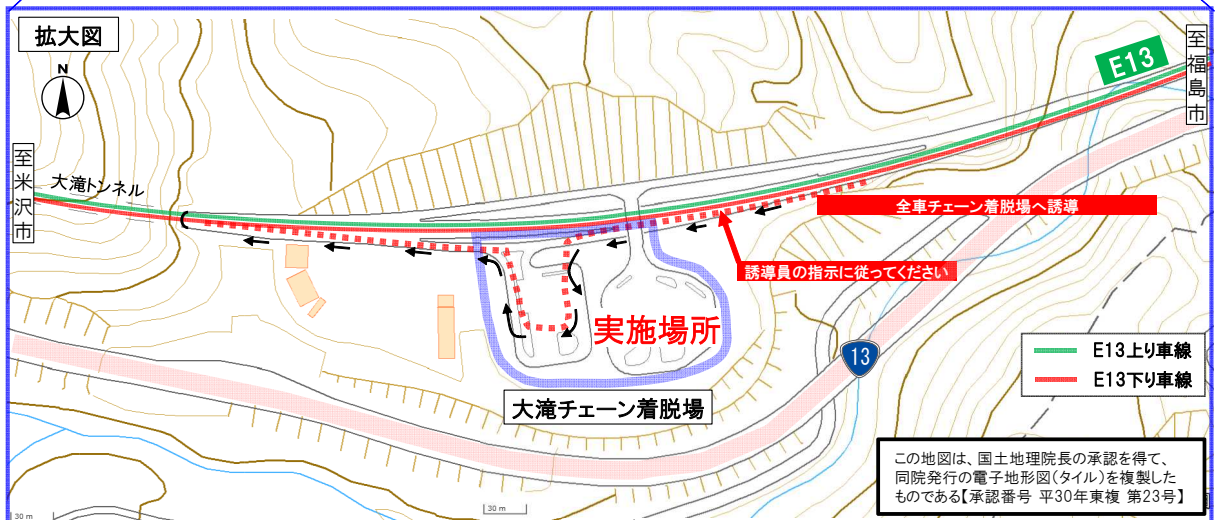 拡大図
N
E13
至福島市
至米沢市
大滝トンネル
全車チェーン着脱場へ誘導
誘導員の指示に従ってください
実施場所
13
大滝チェーン着脱場
E13上り車線
E13下り車線
この地図は、国土地理院長の承認を得て、
同院発行の電子地形図(タイル)を複製した
ものである【承認番号 平30年東複 第23号】
30 m
30 m